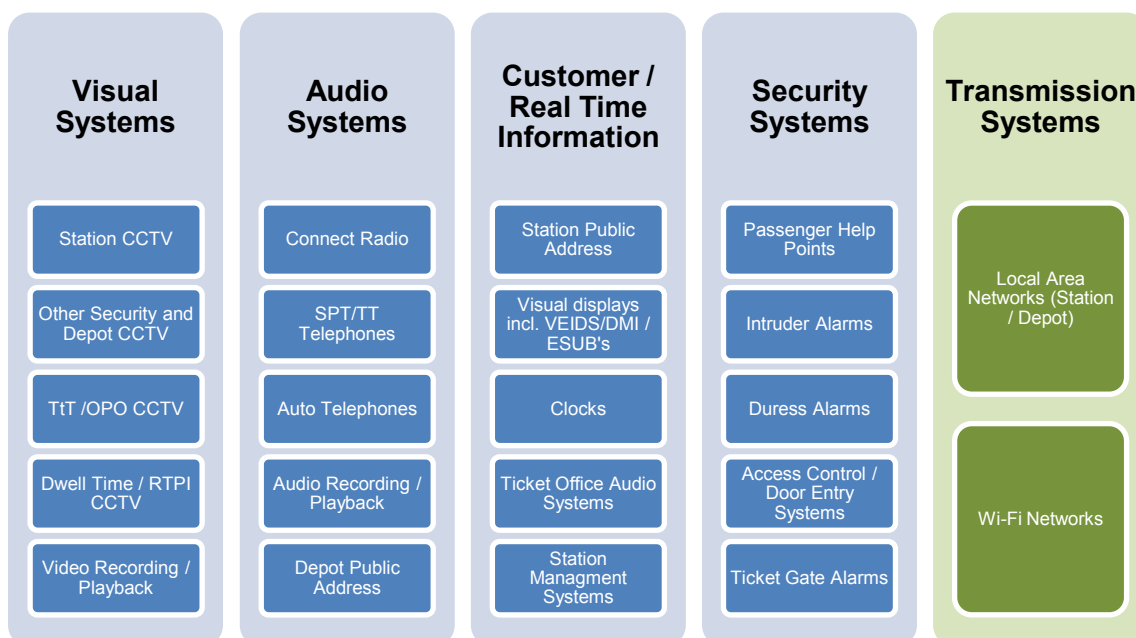 Visual
Systems
Station CCTV
Other Security and
Depot CCTV
TtT /OPO CCTV
Dwell Time / RTPI
CCTV
Video Recording /
Playback
Audio
Systems
Connect Radio
SPT/TT
Telephones
Auto Telephones
Audio Recording /
Playback
Depot Public
Address
Customer /
Real Time
Information
Station Public
Address
Visual displays
incl. VEIDS/DMI /
ESUB's
Clocks
Ticket Office Audio
Systems
Station
Managment
Systems
Security
Systems
Passenger Help
Points
Intruder Alarms
Duress Alarms
Access Control /
Door Entry
Systems
Ticket Gate Alarms
Transmission
Systems
Local Area
Networks (Station
/ Depot)
Wi-Fi Networks